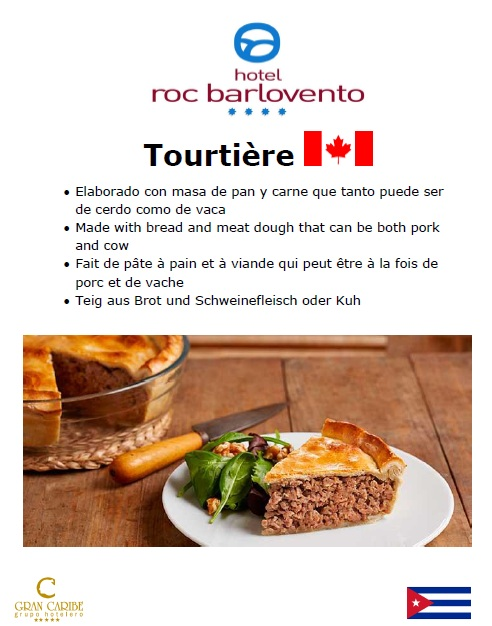 hotel
roc barlovento
Tourtière
• Elaborado con masa de pan y carne que tanto puede ser
de cerdo como de vaca
• Made with bread and meat dough that can be both pork
and cow
• Fait de pâte à pain et à viande qui peut être à la fois de
porc et de vache
• Teig aus Brot und Schweinefleisch oder Kuh
GRAN CARIBE
grupo hotelero